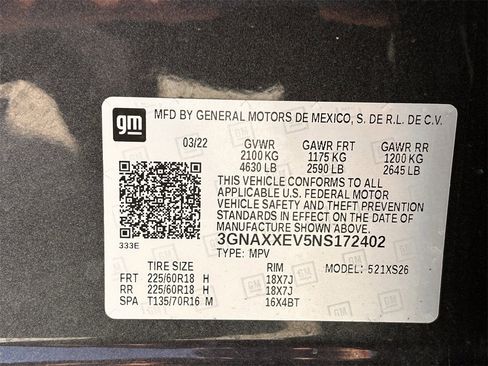 gm
MFD BY GENERAL MOTORS DE MEXICO, S. DE R.L. DE C.V.
03/22 GVWR GAWR FRT GAWR RR
2100 KG 1175 KG 1200 KG
4630 LB 2590 LB 2645 LB
THIS VEHICLE CONFORMS TO ALL
APPLICABLE U.S. FEDERAL MOTOR
VEHICLE SAFETY AND THEFT PREVENTION
STANDARDS IN EFFECT ON THE DATE OF
MANUFACTURE SHOWN ABOVE.
333E 3GNAXXEV5NS172402
TYPE: MPV
TIRE SIZE RIM MODEL: 521XS26
FRT 225/60R18 H 18X7J
RR 225/60R18 H 18X7J
SPA T135/70R16 M 16X4BT